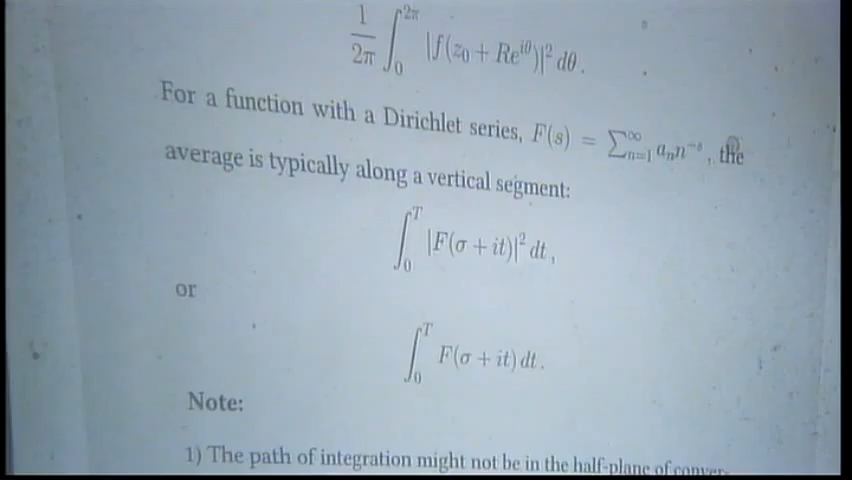 1/2π ∫_0^{2π} |f(z_0 + Re^{iθ})|^2 dθ .
For a function with a Dirichlet series, F(s) = ∑_{n=1}^∞ a_n n^{-s}, the
average is typically along a vertical segment:
∫_0^T |F(σ + it)|^2 dt ,
or
∫_0^T F(σ + it) dt .
Note:
1) The path of integration might not be in the half-plane of conver-